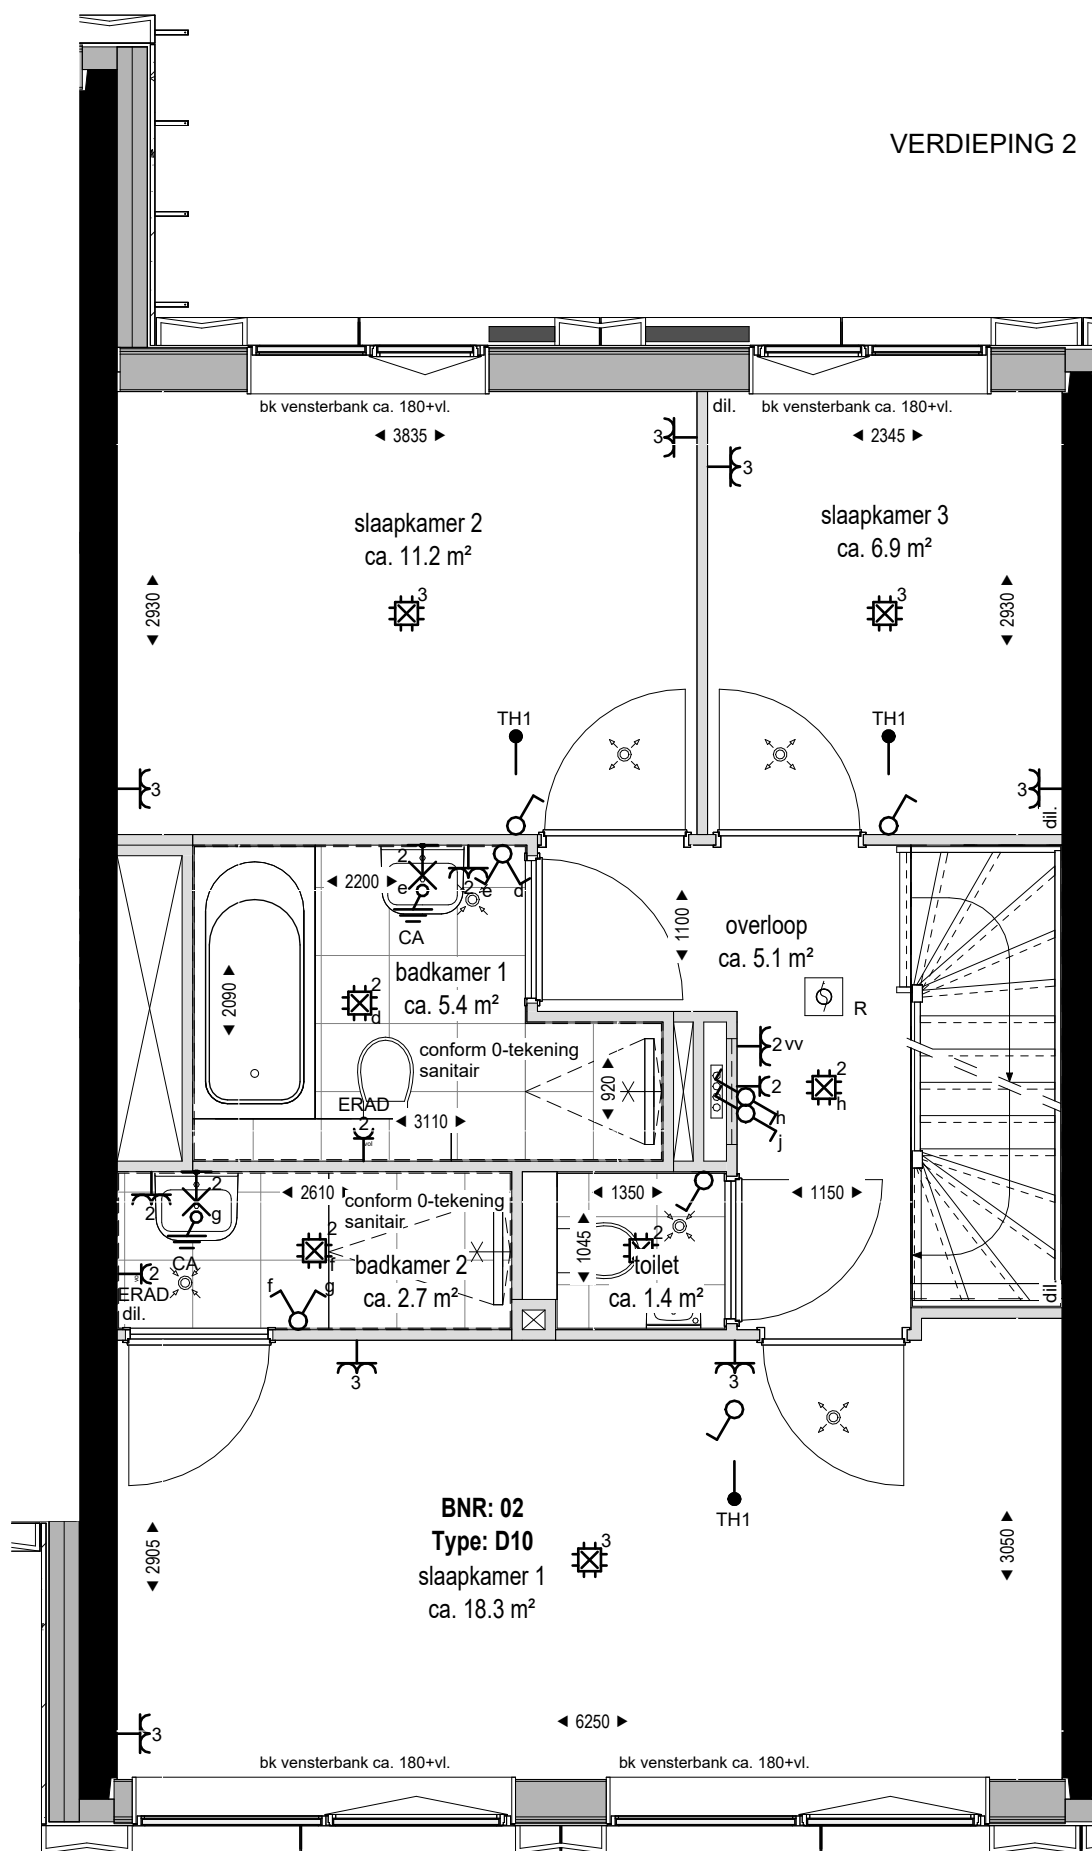 VERDIEPING 2
bk vensterbank ca. 180+vl.
dil.
bk vensterbank ca. 180+vl.
3835
3
2345
3
slaapkamer 2
ca. 11.2 m²
slaapkamer 3
ca. 6.9 m²
3
3
2930
2930
TH1
TH1
3
3
dil.
2
2200
e
2
e
d
CA
1100
overloop
ca. 5.1 m²
badkamer 1
ca. 5.4 m²
2090
2
d
R
conform 0-tekening
sanitair
2 vv
920
2
2
h
ERAD
3110
2
h
j
2
2610
conform 0-tekening
sanitair
1350
1150
2
g
2
1045
2
CA
2
ERAD
dil.
f
g
f
badkamer 2
ca. 2.7 m²
toilet
ca. 1.4 m²
dil.
3
3
TH1
BNR: 02
Type: D10
slaapkamer 1
ca. 18.3 m²
3
2905
3050
6250
3
bk vensterbank ca. 180+vl.
bk vensterbank ca. 180+vl.